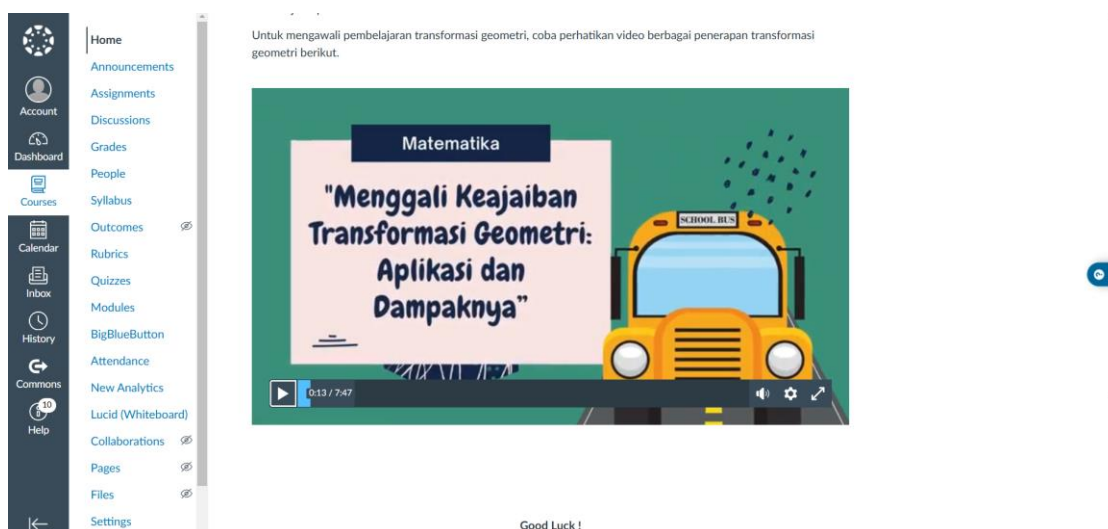 Account
Dashboard
Courses
Calendar
Inbox
History
Commons
10
Help
Home
Announcements
Assignments
Discussions
Grades
People
Syllabus
Outcomes
Rubrics
Quizzes
Modules
BigBlueButton
Attendance
New Analytics
Lucid (Whiteboard)
Collaborations
Pages
Files
Settings
Untuk mengawali pembelajaran transformasi geometri, coba perhatikan video berbagai penerapan transformasi
geometri berikut.
Matematika
"Menggali Keajaiban
Transformasi Geometri:
Aplikasi dan
Dampaknya"
SCHOOL BUS
0:13 / 7:47
Good Luck !